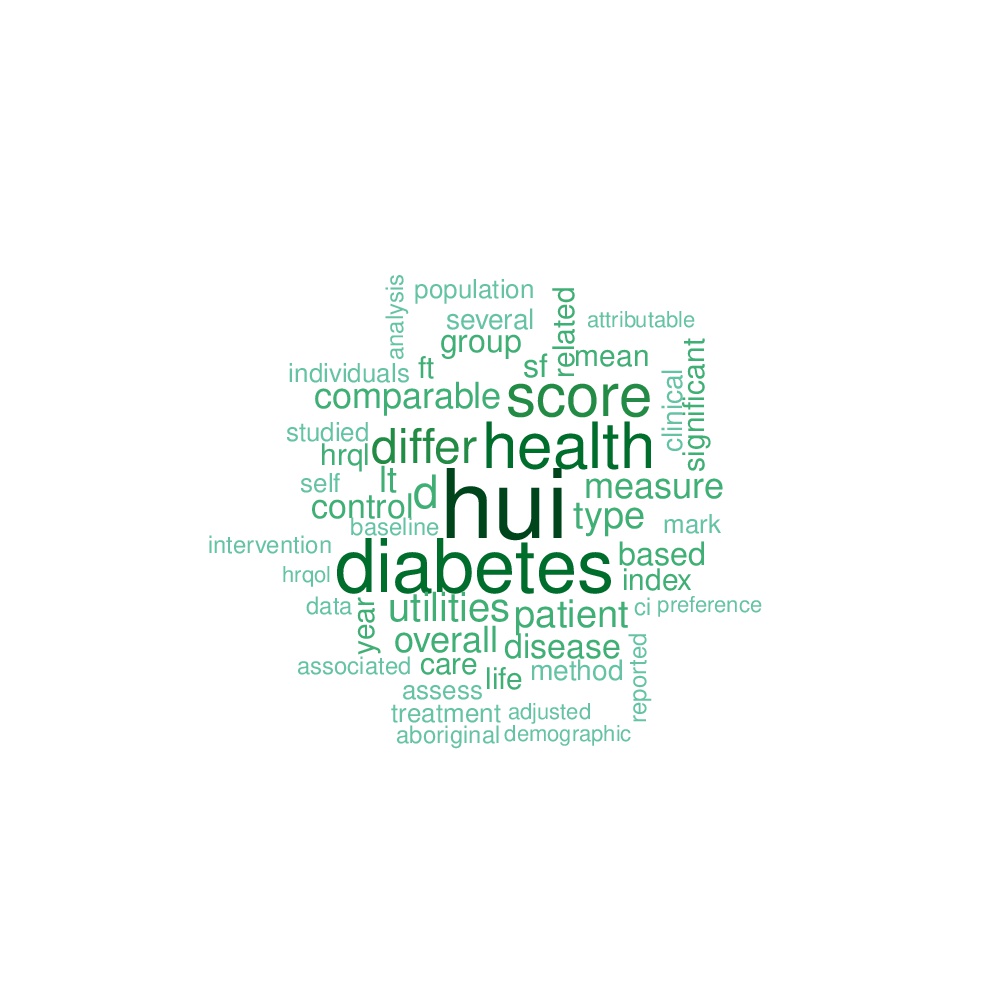 analysis
population
related
several
attributable
group
mean
sf
ft
individuals
significant
clinical
comparable
score
studied
differ
health
hrql
lt
self
d
hui
measure
control
type
mark
baseline
intervention
diabetes
based
hrqol
index
data
year
utilities
patient
ci
preference
overall
disease
reported
associated
care
life
method
assess
treatment
adjusted
aboriginal
demographic